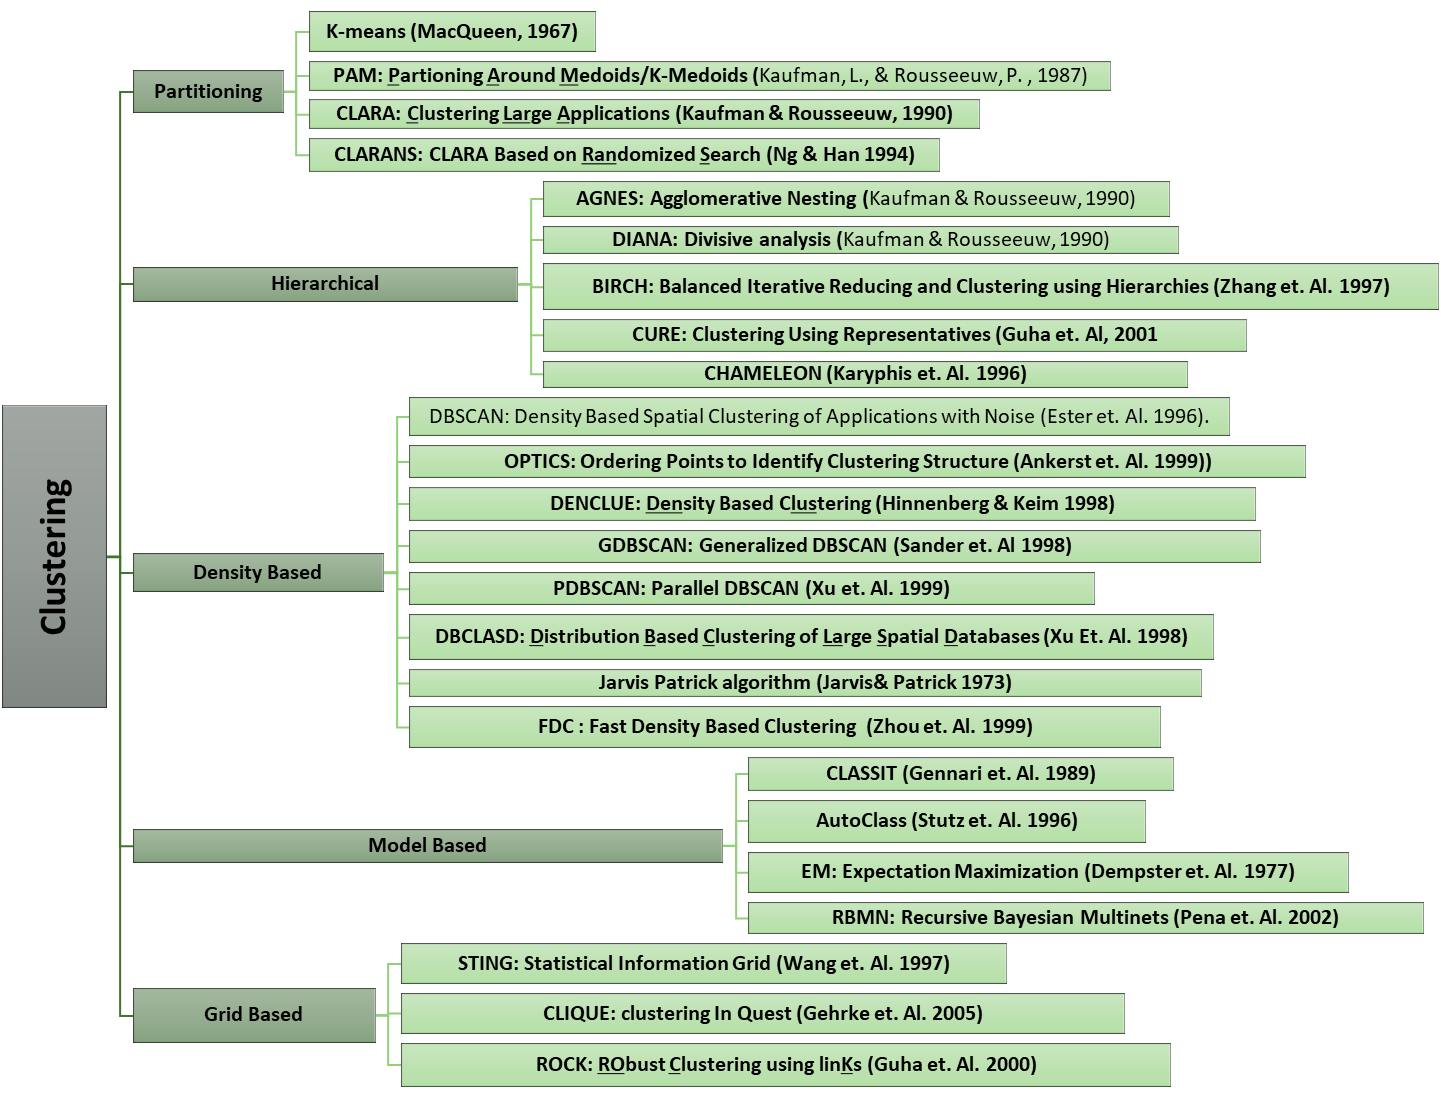 Clustering
Partitioning
K-means (MacQueen, 1967)
PAM: Partioning Around Medoids/K-Medoids (Kaufman, L., & Rousseeuw, P. , 1987)
CLARA: Clustering Large Applications (Kaufman & Rousseeuw, 1990)
CLARANS: CLARA Based on Randomized Search (Ng & Han 1994)
Hierarchical
AGNES: Agglomerative Nesting (Kaufman & Rousseeuw, 1990)
DIANA: Divisive analysis (Kaufman & Rousseeuw, 1990)
BIRCH: Balanced Iterative Reducing and Clustering using Hierarchies (Zhang et. Al. 1997)
CURE: Clustering Using Representatives (Guha et. Al, 2001
CHAMELEON (Karyphis et. Al. 1996)
Density Based
DBSCAN: Density Based Spatial Clustering of Applications with Noise (Ester et. Al. 1996).
OPTICS: Ordering Points to Identify Clustering Structure (Ankerst et. Al. 1999))
DENCLUE: Density Based Clustering (Hinnenberg & Keim 1998)
GDBSCAN: Generalized DBSCAN (Sander et. Al 1998)
PDBSCAN: Parallel DBSCAN (Xu et. Al. 1999)
DBCLASD: Distribution Based Clustering of Large Spatial Databases (Xu Et. Al. 1998)
Jarvis Patrick algorithm (Jarvis& Patrick 1973)
FDC : Fast Density Based Clustering (Zhou et. Al. 1999)
Model Based
CLASSIT (Gennari et. Al. 1989)
AutoClass (Stutz et. Al. 1996)
EM: Expectation Maximization (Dempster et. Al. 1977)
RBMN: Recursive Bayesian Multinets (Pena et. Al. 2002)
Grid Based
STING: Statistical Information Grid (Wang et. Al. 1997)
CLIQUE: clustering In Quest (Gehrke et. Al. 2005)
ROCK: RObust Clustering using linKs (Guha et. Al. 2000)